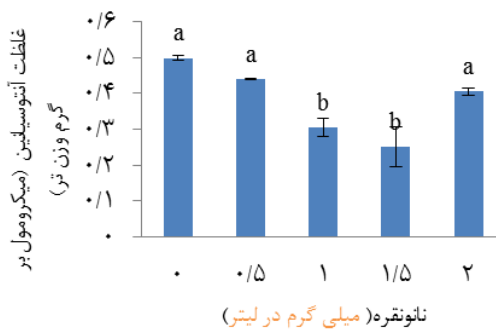 غلظت آنتوسیانین (میکرومول بر
گرم وزن تر)
۰/۶
۰/۵
۰/۴
۰/۳
۰/۲
۰/۱
۰
a
a
b
b
a
۰
۰/۵
۱
۱/۵
۲
نانونقره( میلی گرم در لیتر)